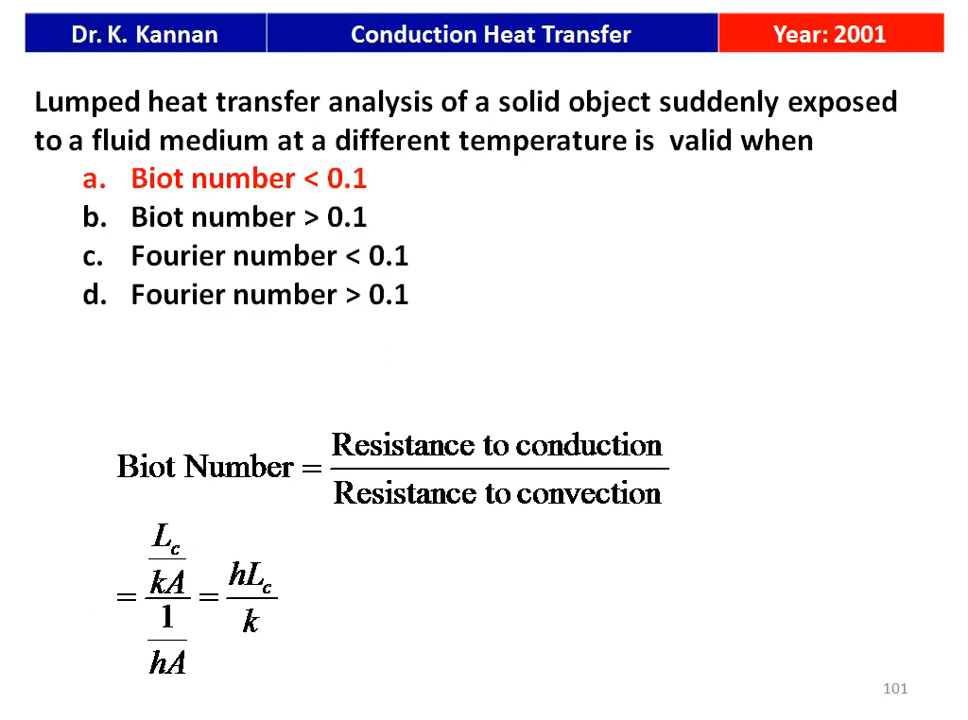 Dr. K. Kannan Conduction Heat Transfer Year: 2001
Lumped heat transfer analysis of a solid object suddenly exposed
to a fluid medium at a different temperature is valid when
a. Biot number < 0.1
b. Biot number > 0.1
c. Fourier number < 0.1
d. Fourier number > 0.1
Resistance to conduction
Biot Number =
Resistance to convection
L_c
kA
= = hL_c
1 k
hA
101